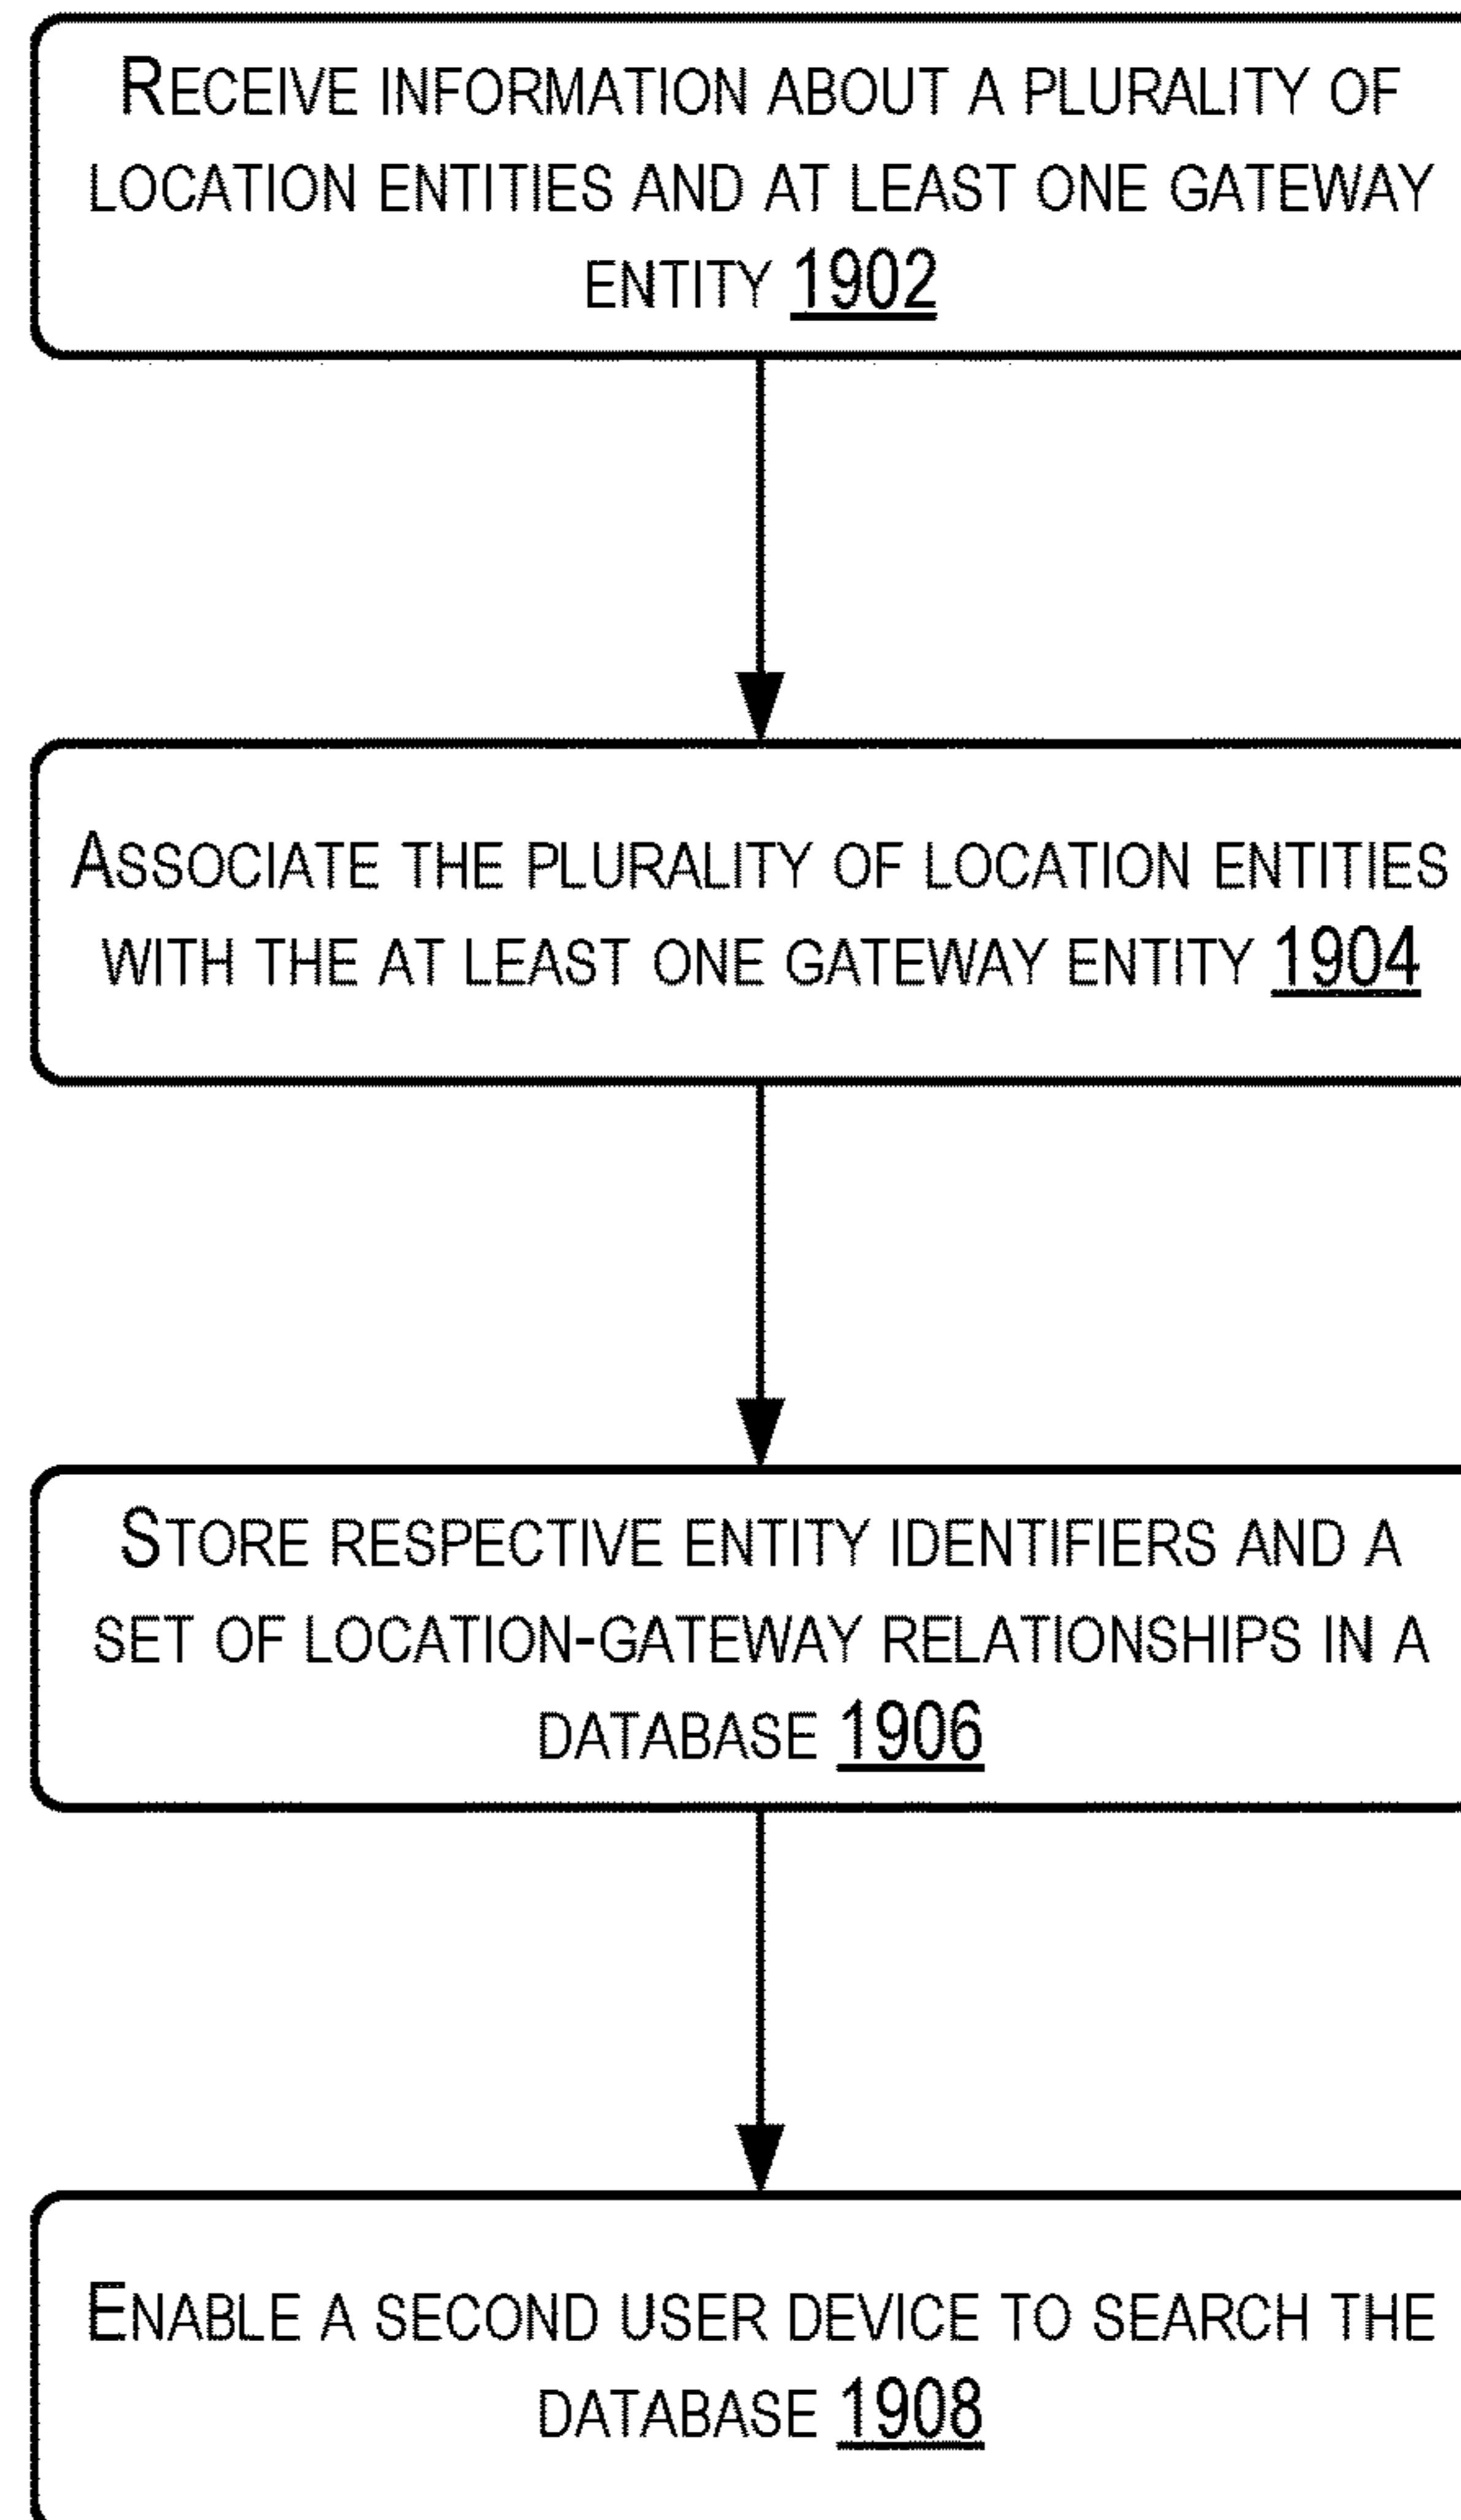 RECEIVE INFORMATION ABOUT A PLURALITY OF
LOCATION ENTITIES AND AT LEAST ONE GATEWAY
ENTITY 1902
ASSOCIATE THE PLURALITY OF LOCATION ENTITIES
WITH THE AT LEAST ONE GATEWAY ENTITY 1904
STORE RESPECTIVE ENTITY IDENTIFIERS AND A
SET OF LOCATION-GATEWAY RELATIONSHIPS IN A
DATABASE 1906
ENABLE A SECOND USER DEVICE TO SEARCH THE
DATABASE 1908